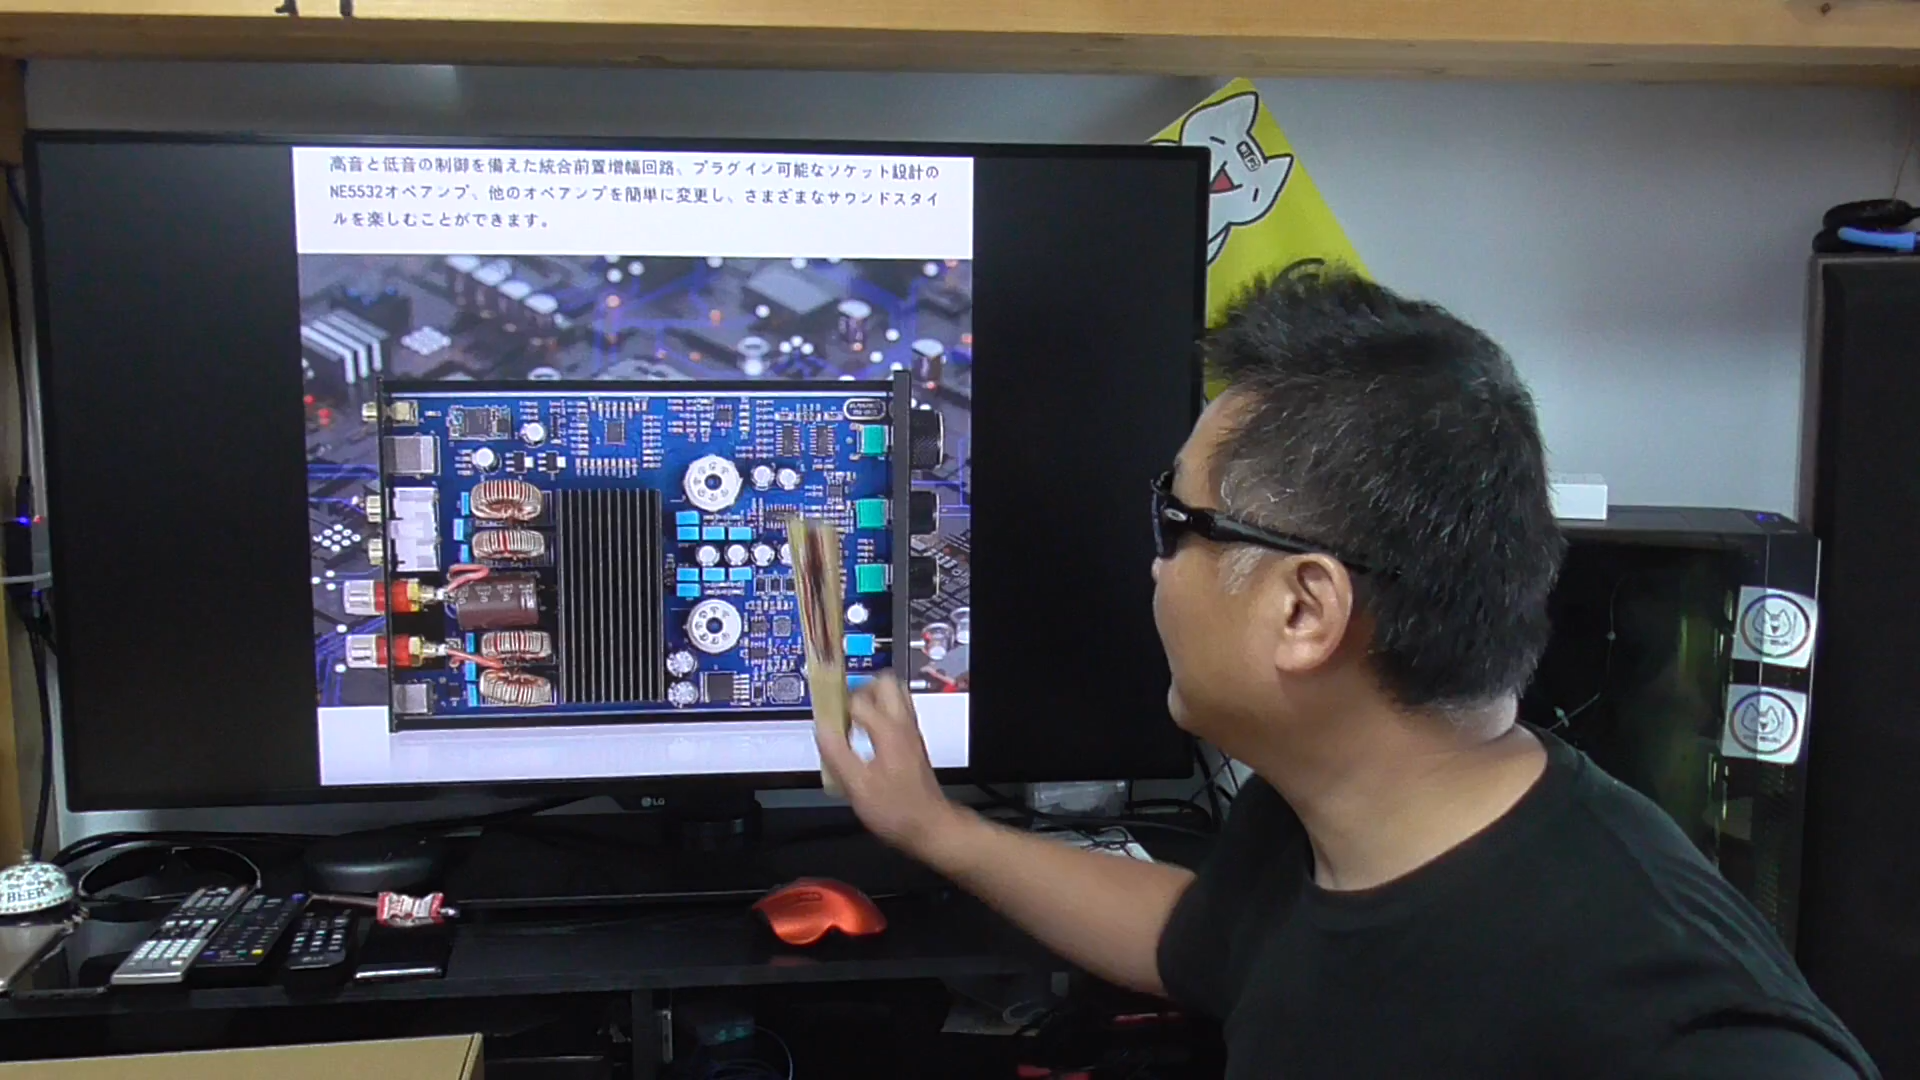 高音と低音の制御を備えた統合前置増幅回路、プラグイン可能なソケット設計の
NE5532オペアンプ、他のオペアンプを簡単に変更し、さまざまなサウンドスタイ
ルを楽しむことができます。
LG
BEER